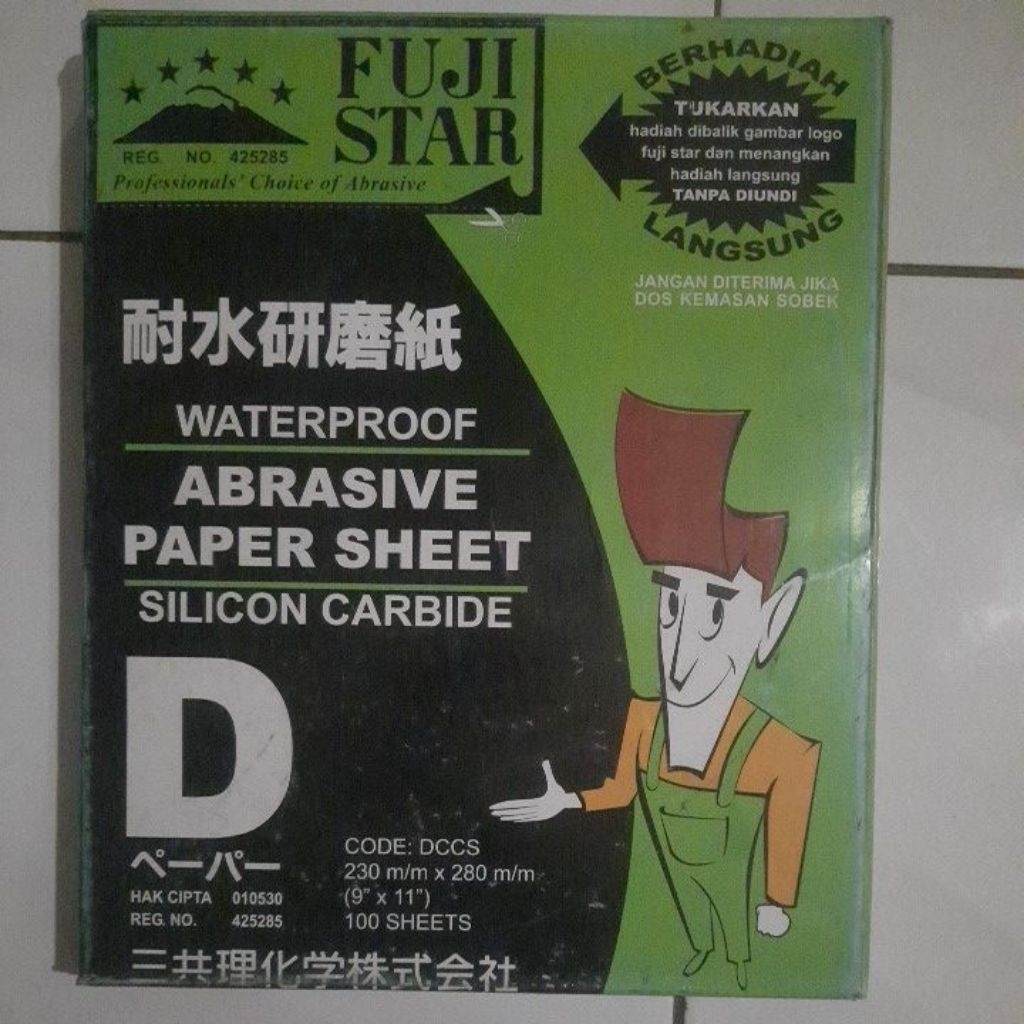 FUJI
STAR
REG. NO. 425285
Professionals' Choice of Abrasive
BERHADIAH
TUKARKAN
hadiah dibalik gambar logo
fuji star dan menangkan
hadiah langsung
TANPA DIUNDI
LANGSUNG
JANGAN DITERIMA JIKA
DOS KEMASAN SOBEK
耐水研磨紙
WATERPROOF
ABRASIVE
PAPER SHEET
SILICON CARBIDE
D
ペーパー
HAK CIPTA 010530
REG. NO. 425285
CODE: DCCS
230 m/m x 280 m/m
(9" x 11")
100 SHEETS
三共理化学株式会社